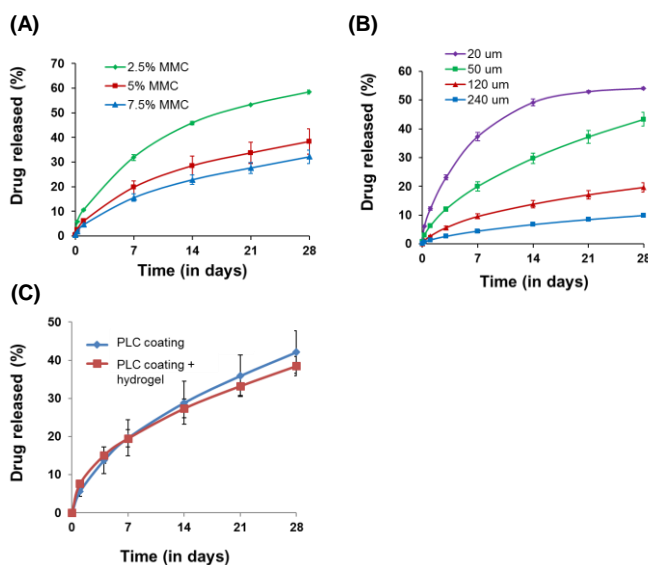 (A)
Drug released (%)
70
60
50
40
30
20
10
0
2.5% MMC
5% MMC
7.5% MMC
0 7 14 21 28
Time (in days)
(B)
Drug released (%)
60
50
40
30
20
10
0
20 um
50 um
120 um
240 um
0 7 14 21 28
Time (in days)
(C)
Drug released (%)
50
40
30
20
10
0
PLC coating
PLC coating +
hydrogel
0 7 14 21 28
Time (in days)